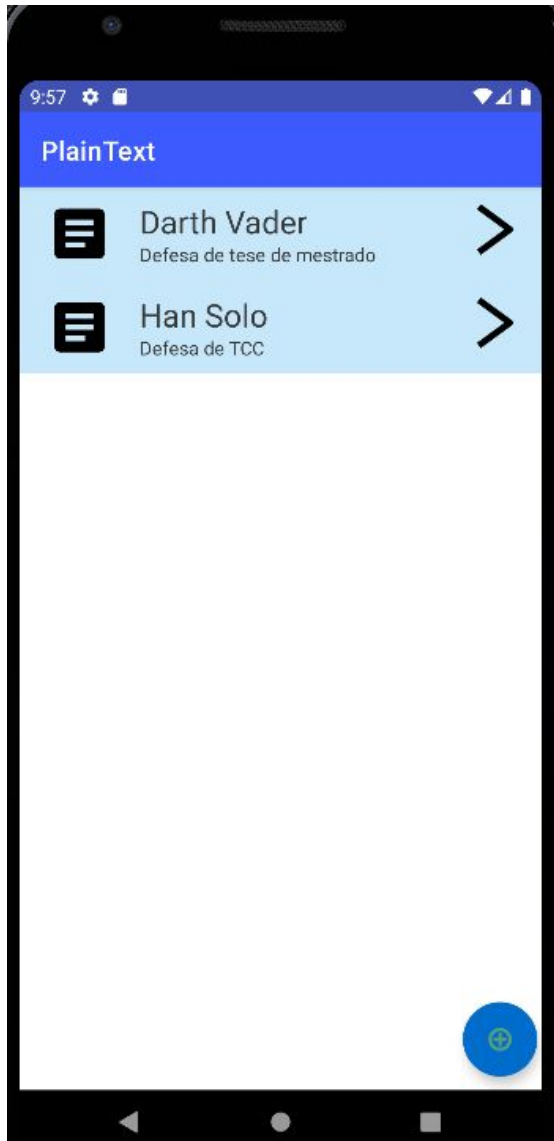 9:57
PlainText
Darth Vader
Defesa de tese de mestrado
Han Solo
Defesa de TCC